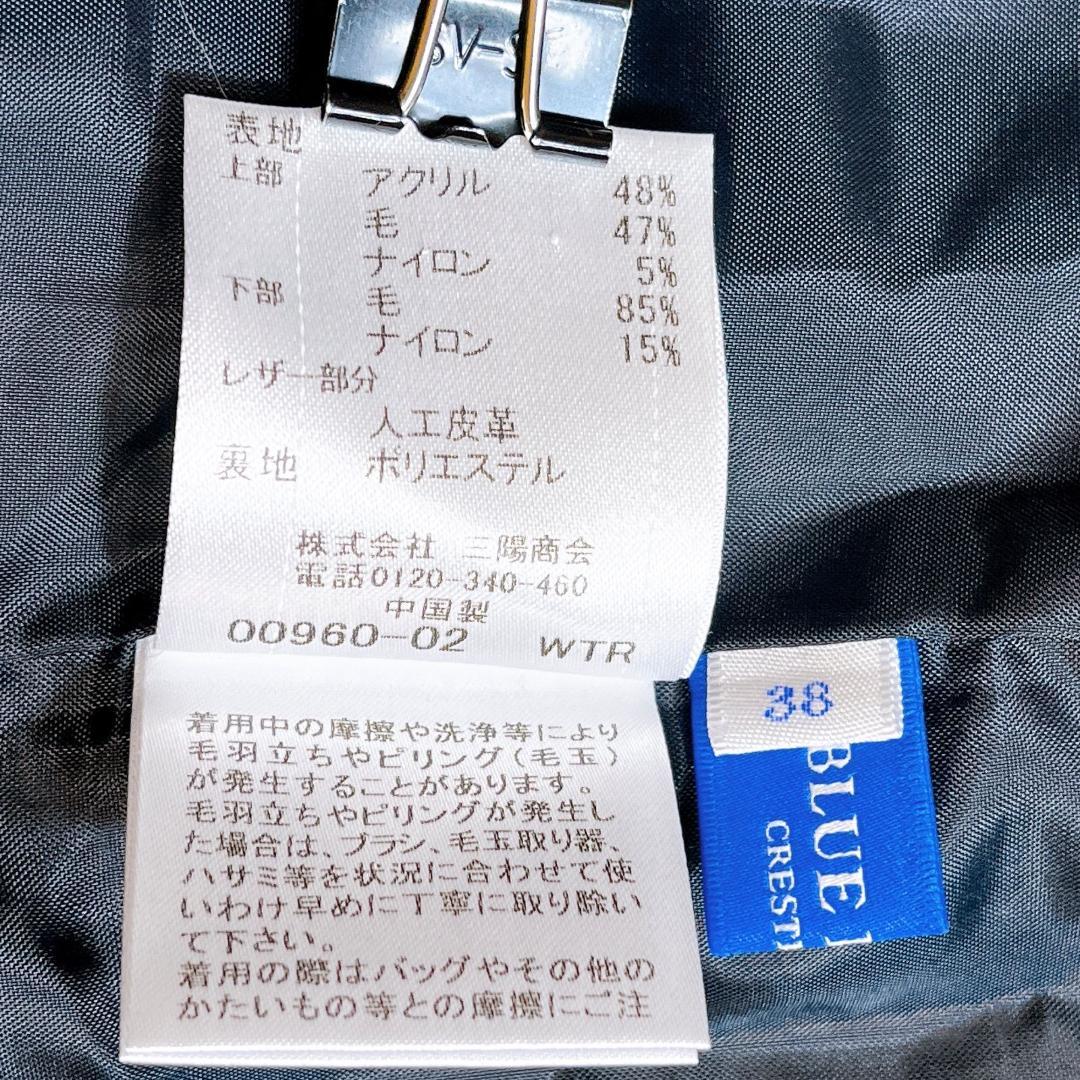 表地
上部 アクリル 48%
毛 47%
ナイロン 5%
下部 毛 85%
ナイロン 15%
レザー部分
人工皮革
裏地 ポリエステル
株式会社 三陽商会
電話0120-340-460
中国製
00960-02 WTR
着用中の摩擦や洗浄等により
毛羽立ちやピリング(毛玉)
が発生することがあります。
毛羽立ちやピリングが発生し
た場合は、ブラシ、毛玉取り器、
ハサミ等を状況に合わせて使
いわけ早めに丁寧に取り除い
て下さい。
着用の際はバッグやその他の
かたいもの等との摩擦にご注
38
BLUE
CREST